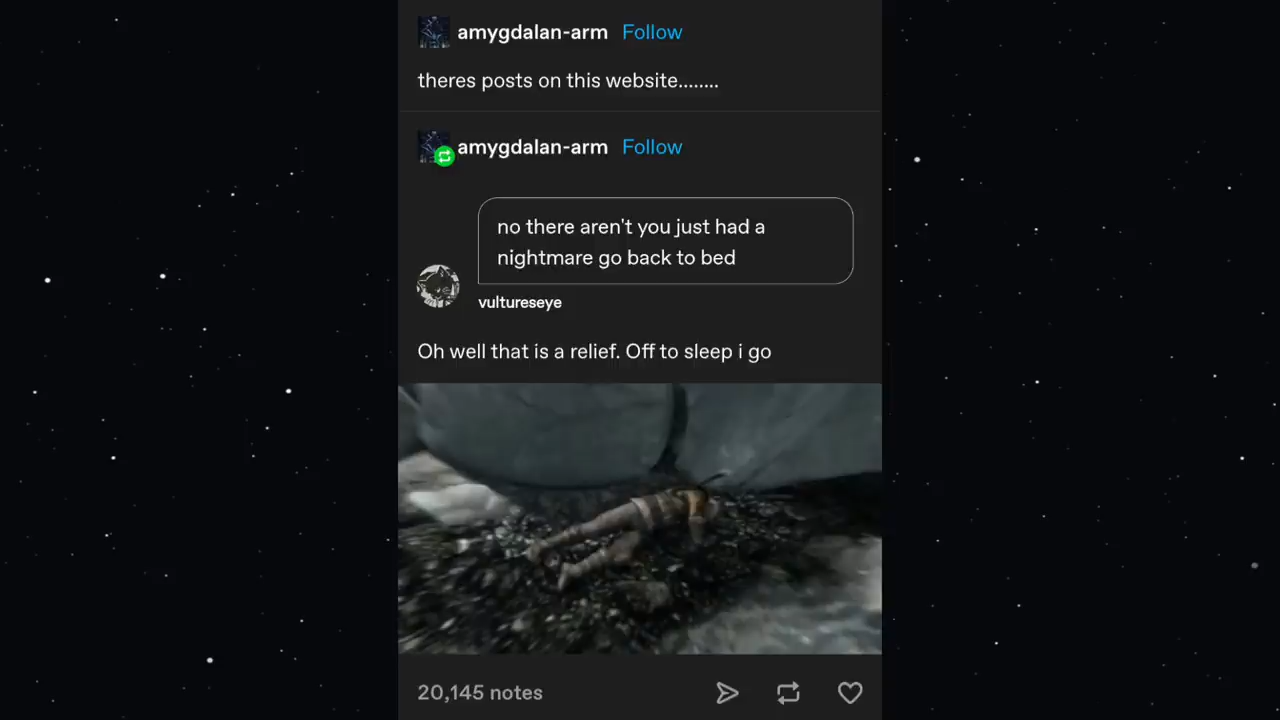 amygdalan-arm Follow
theres posts on this website........
amygdalan-arm Follow
no there aren't you just had a
nightmare go back to bed
vultureseye
Oh well that is a relief. Off to sleep i go
20,145 notes